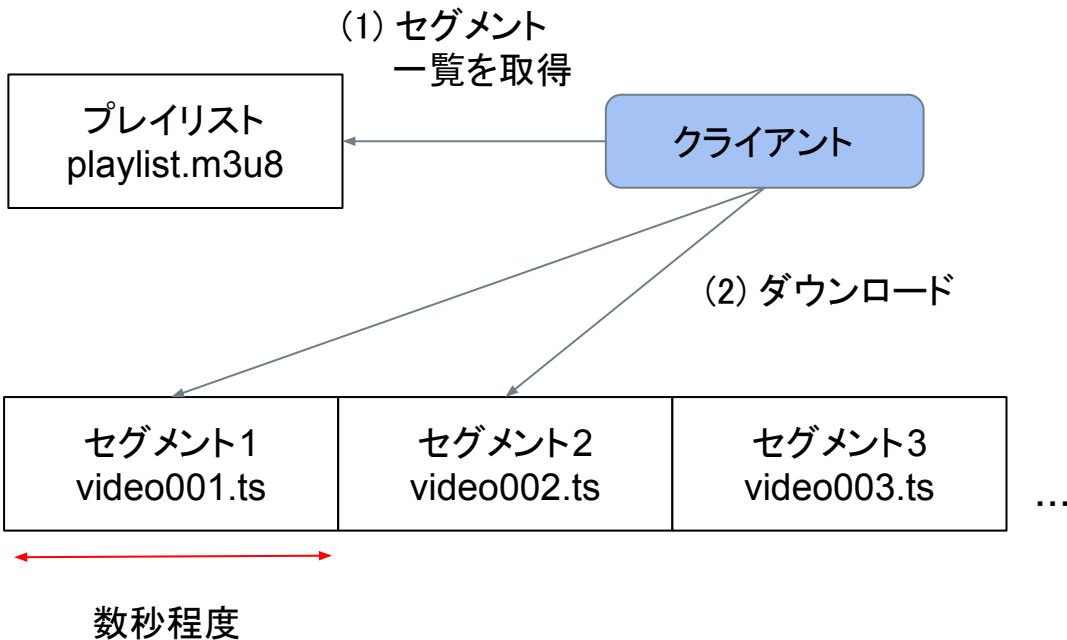 (1) セグメント
一覧を取得
プレイリスト
playlist.m3u8
クライアント
(2) ダウンロード
セグメント1
video001.ts
セグメント2
video002.ts
セグメント3
video003.ts
...
数秒程度